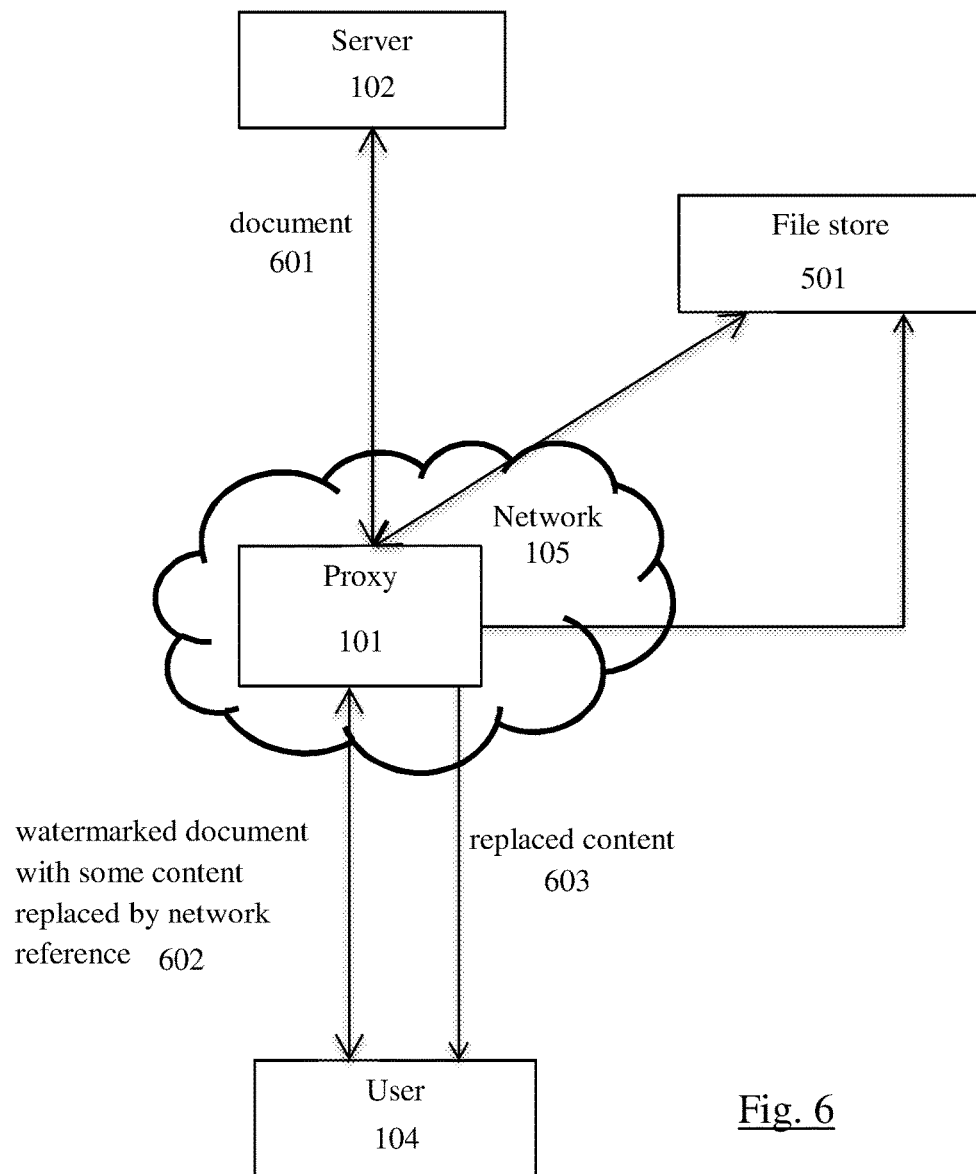 Server
102
document
601
File store
501
Network
105
Proxy
101
watermarked document
with some content
replaced by network
reference 602
replaced content
603
User
104
Fig. 6